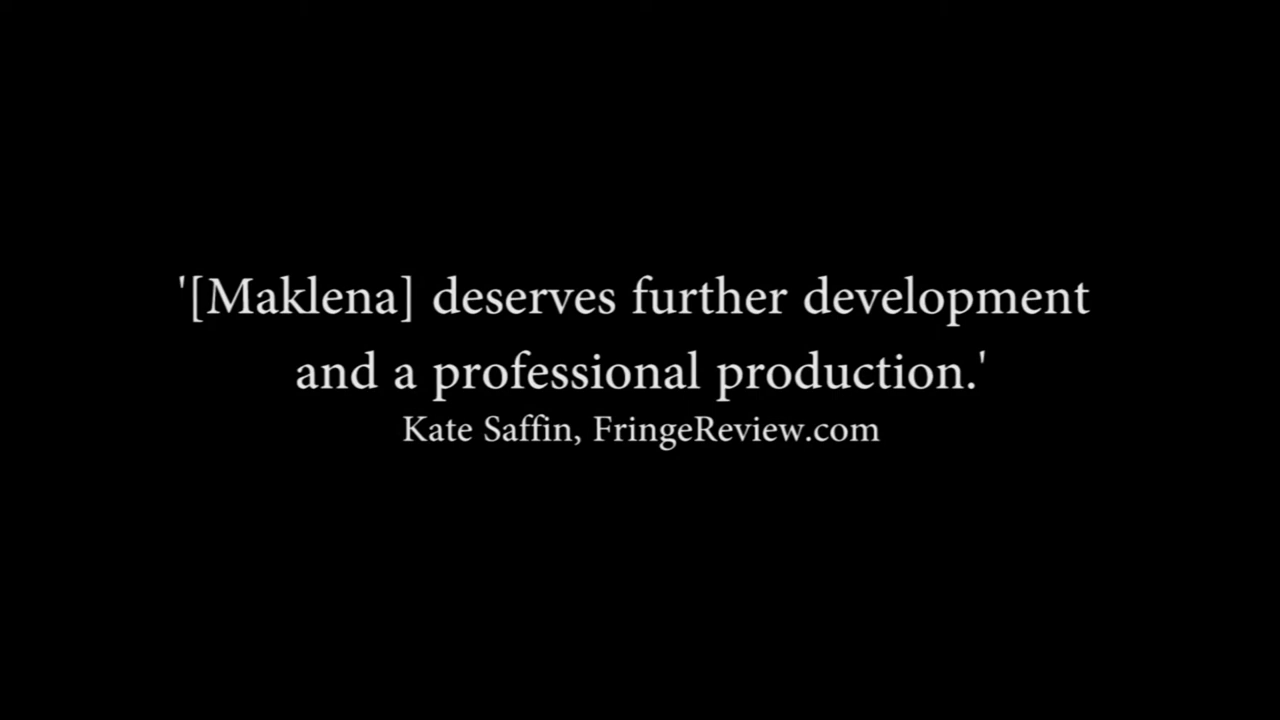 '[Maklena] deserves further development
and a professional production.'
Kate Saffin, FringeReview.com